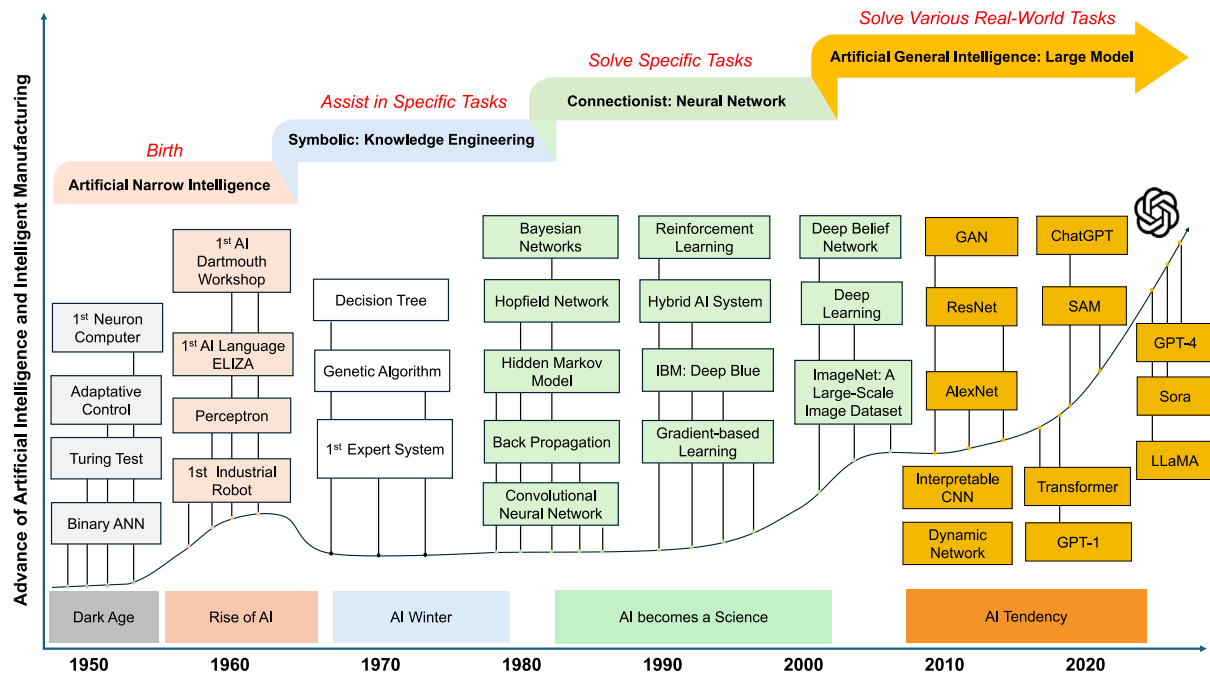 Advance of Artificial Intelligence and Intelligent Manufacturing
Birth
Artificial Narrow Intelligence
Assist in Specific Tasks
Symbolic: Knowledge Engineering
Solve Specific Tasks
Connectionist: Neural Network
Solve Various Real-World Tasks
Artificial General Intelligence: Large Model
1st Neuron
Computer
Adaptative
Control
Turing Test
Binary ANN
1st AI
Dartmouth
Workshop
1st AI Language
ELIZA
Perceptron
1st Industrial
Robot
Decision Tree
Genetic Algorithm
1st Expert System
Bayesian
Networks
Hopfield Network
Hidden Markov
Model
Back Propagation
Convolutional
Neural Network
Reinforcement
Learning
Hybrid AI System
IBM: Deep Blue
Gradient-based
Learning
Deep Belief
Network
Deep
Learning
ImageNet: A
Large-Scale
Image Dataset
GAN
ResNet
AlexNet
Interpretable
CNN
Dynamic
Network
ChatGPT
SAM
Transformer
GPT-1
GPT-4
Sora
LLaMA
Dark Age
Rise of AI
AI Winter
AI becomes a Science
AI Tendency
1950
1960
1970
1980
1990
2000
2010
2020